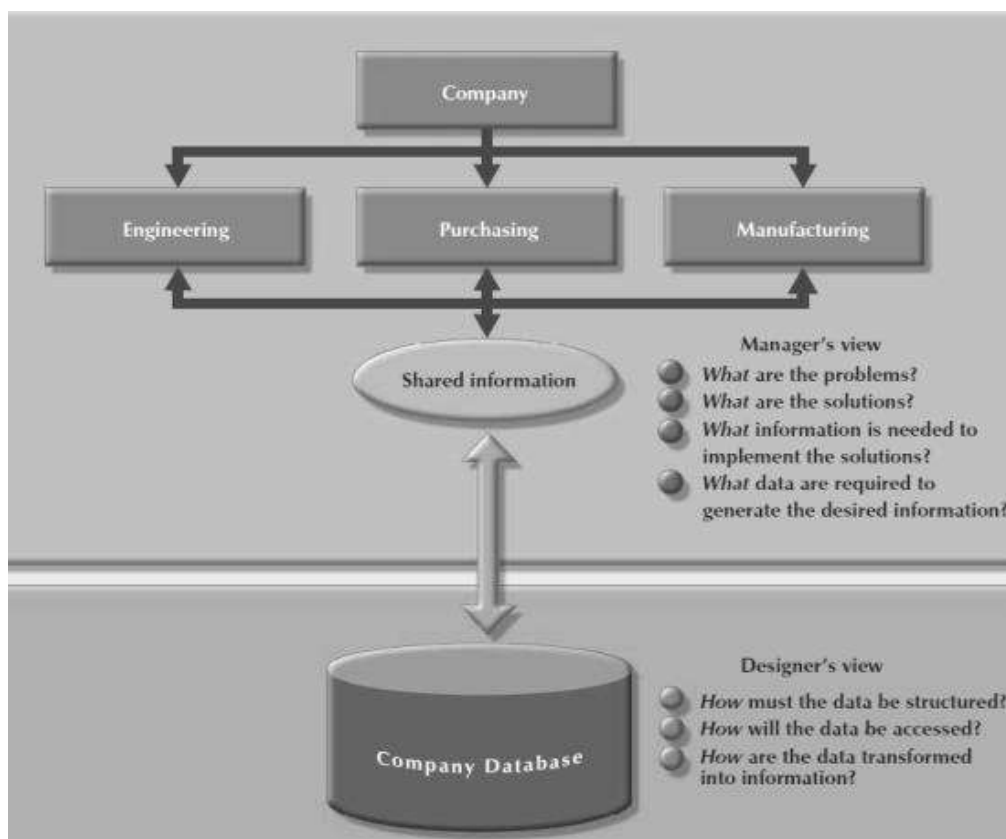 Company
Engineering
Purchasing
Manufacturing
Shared information
Manager's view
What are the problems?
What are the solutions?
What information is needed to
implement the solutions?
What data are required to
generate the desired information?
Company Database
Designer's view
How must the data be structured?
How will the data be accessed?
How are the data transformed
into information?